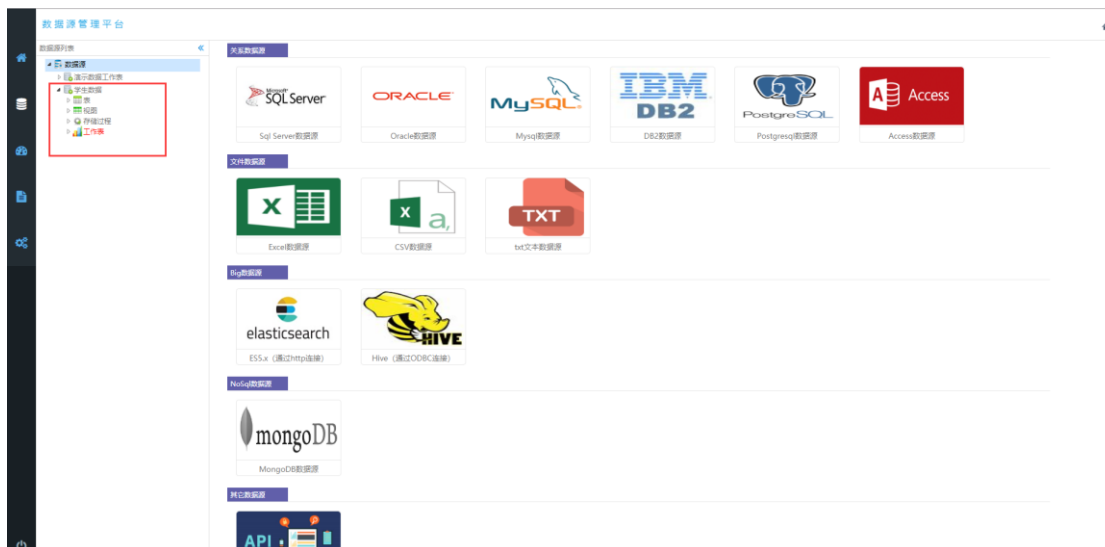 数据源管理平台
数据源列表
数据源
演示数据工作表
学生数据
表
视图
存储过程
工作表
关系数据源
Microsoft
SQL Server
ORACLE
MySQL
IBM
DB2
PostgreSQL
A Access
Sql Server数据源
Oracle数据源
Mysql数据源
DB2数据源
Postgresql数据源
Access数据源
文件数据源
X
X
a,
TXT
Excel数据源
CSV数据源
txt文本数据源
Big数据源
elasticsearch
HIVE
ES5.x（通过http连接）
Hive（通过ODBC连接）
NoSql数据源
mongoDB
MongoDB数据源
其它数据源
API